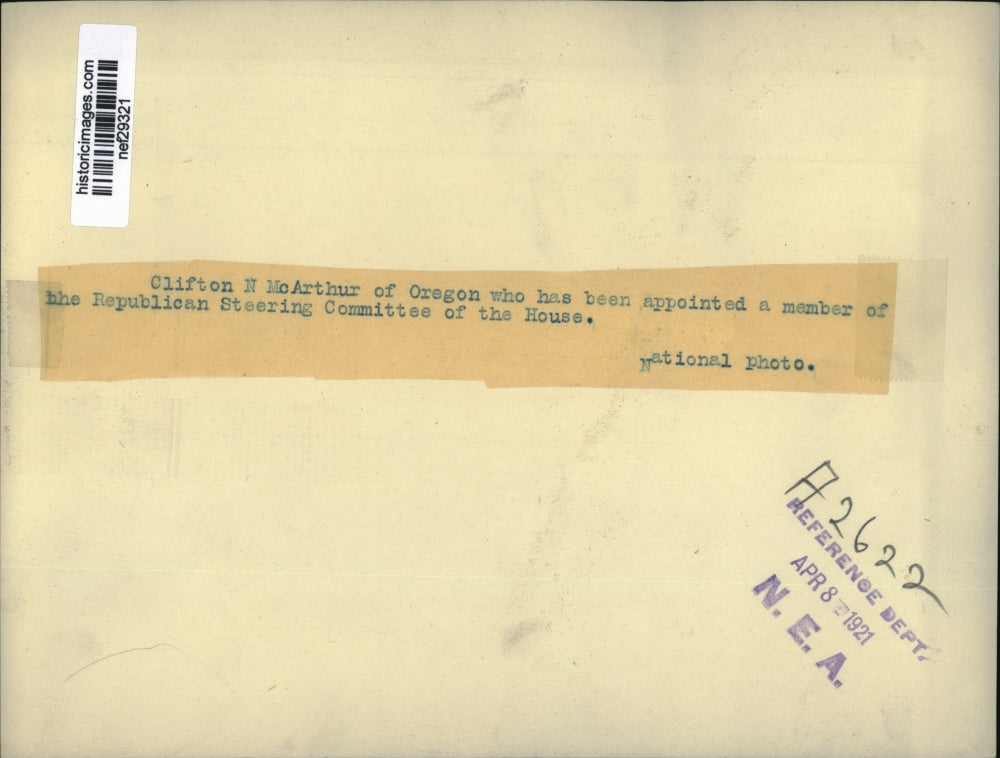 historicimages.com
nef29321
Clifton N McArthur of Oregon who has been appointed a member of
the Republican Steering Committee of the House.
National photo.
A2622
REFERENCE DEPT.
APR 8 1921
N. E. A.